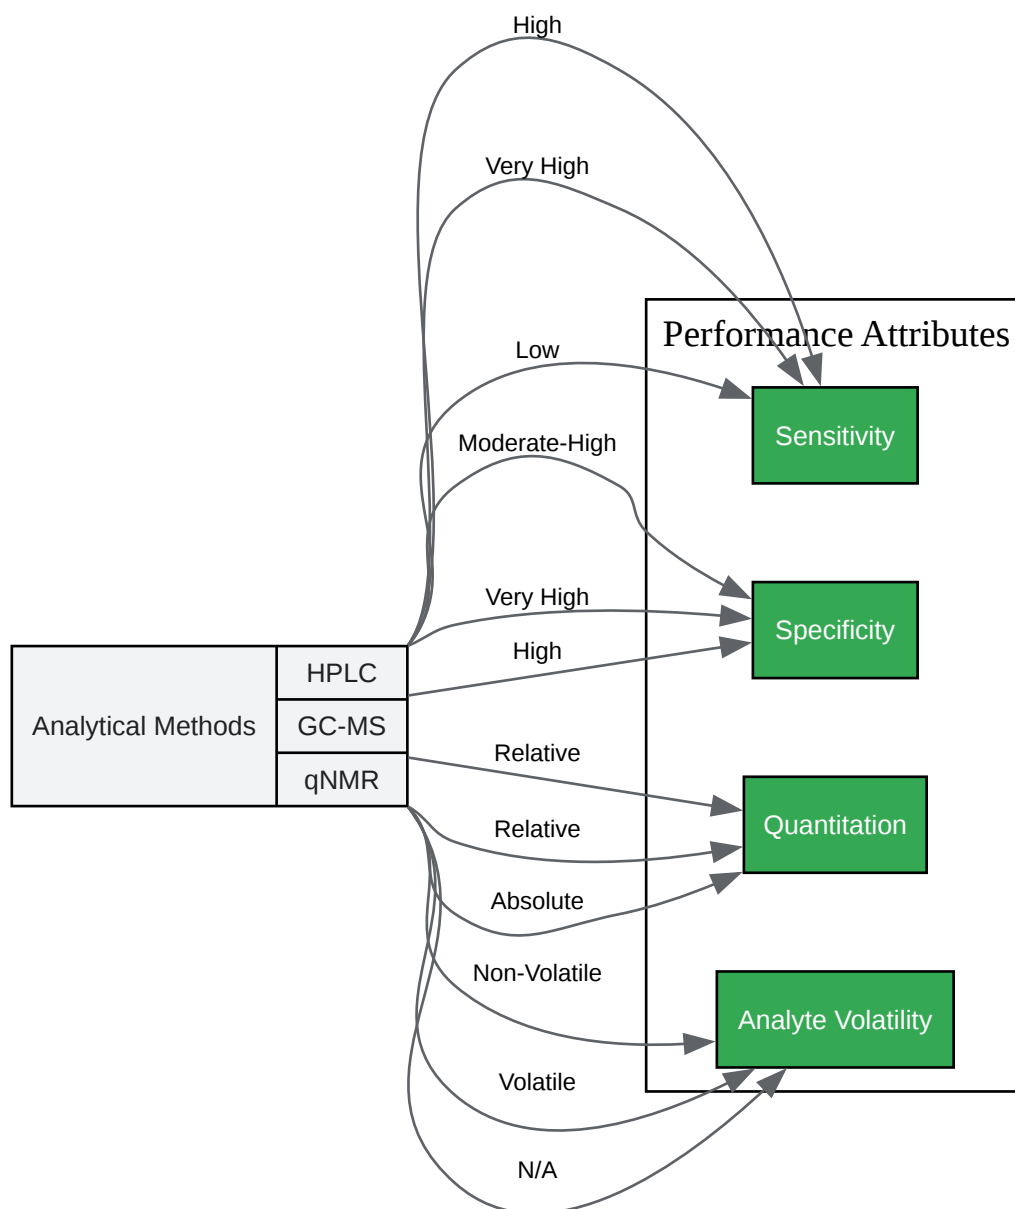 High
Very High
Performance Attributes
Low
Sensitivity
Moderate-High
Very High
Specificity
High
HPLC
Analytical Methods
GC-MS
qNMR
Relative
Quantitation
Relative
Absolute
Non-Volatile
Analyte Volatility
Volatile
N/A